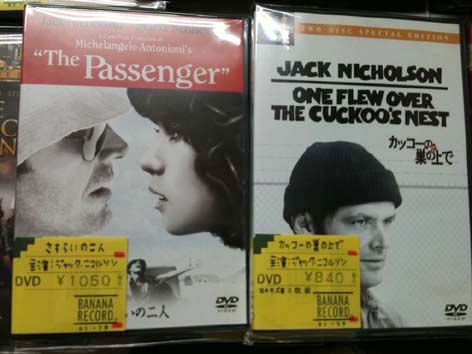 Michelangelo Antonioni's
"The Passenger"
さすらいの二人
主演:ジャック・ニコルソン
DVD ¥1050
BANANA
RECORD
の二人
DVD
VIDEO
TWO-DISC SPECIAL EDITION
JACK NICHOLSON
ONE FLEW OVER
THE CUCKOO'S NEST
カッコーの
巣の上で
カッコーの巣の上で
主演:ジャック・ニコルソン
DVD ¥840
BANANA
RECORD
DVD
VIDEO